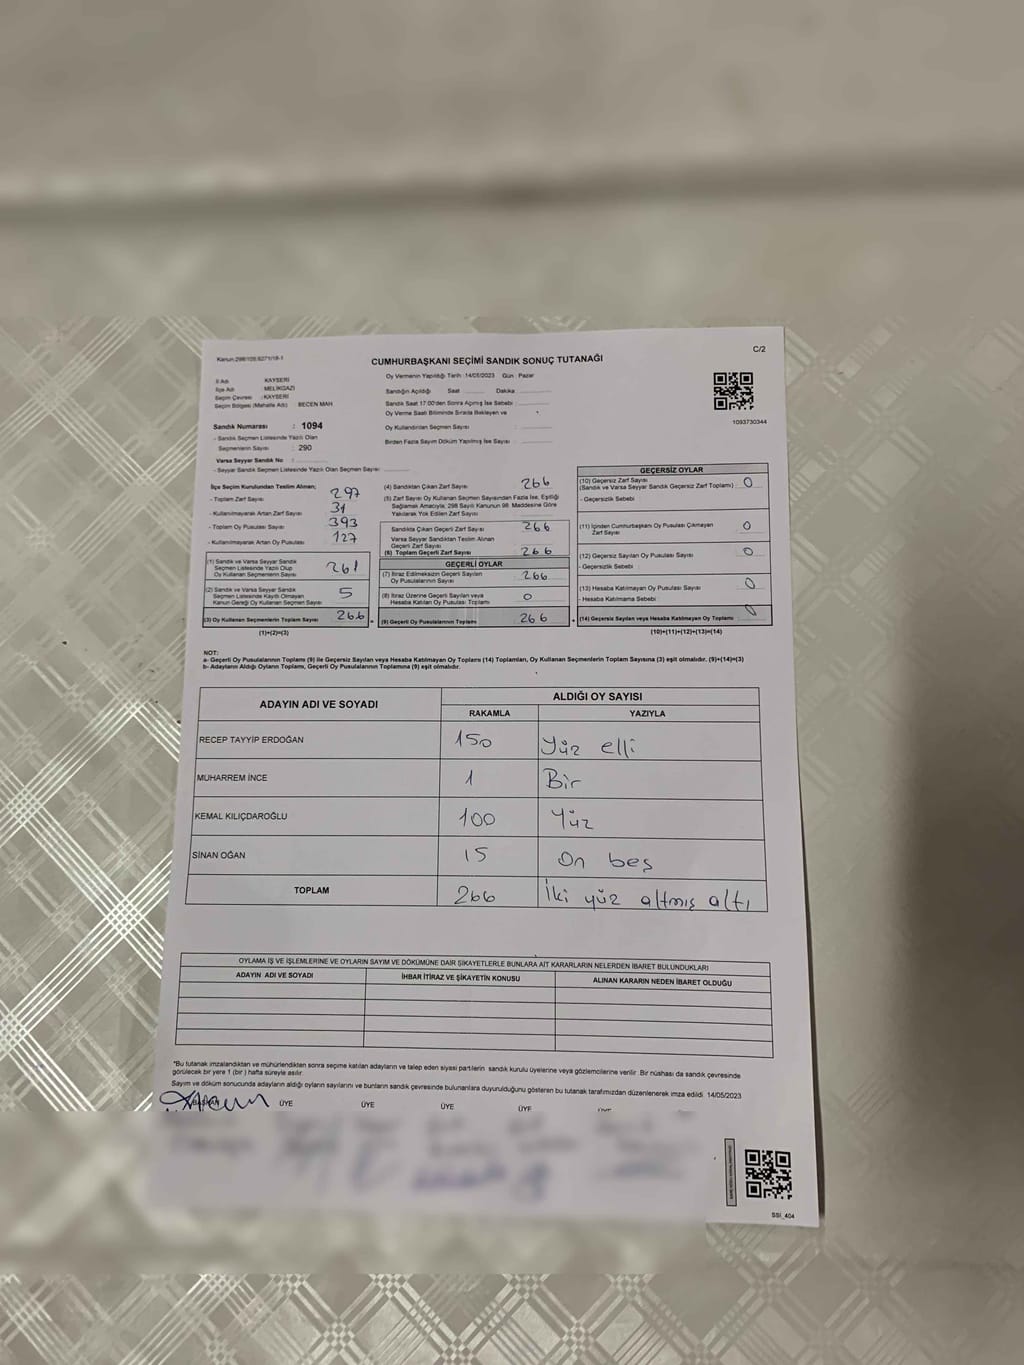 Kanun:298/105:6271/18-1
CUMHURBAŞKANI SEÇİMİ SANDIK SONUÇ TUTANAĞI
C/2
Oy Vermenin Yapıldığı Tarih :14/05/2023 Gün : Pazar
İl Adı KAYSERİ
İlçe Adı : MELİKGAZİ
Seçim Çevresi : KAYSERİ
Seçim Bölgesi (Mahalle Adı) BECEN MAH
Sandığın Açıldığı Saat Dakika
Sandık Saat 17:00'den Sonra Açılmış İse Sebebi :
Oy Verme Saati Bitiminde Sırada Bekleyen ve
Oy Kullandırılan Seçmen Sayısı :
Birden Fazla Sayım Döküm Yapılmış İse Sayısı :
1093730344
Sandık Numarası : 1094
- Sandık Seçmen Listesinde Yazılı Olan
Seçmenlerin Sayısı : 290
Varsa Seyyar Sandık No :
- Seyyar Sandık Seçmen Listesinde Yazılı Olan Seçmen Sayısı
İlçe Seçim Kurulundan Teslim Alınan;
- Toplam Zarf Sayısı 297
- Kullanılmayarak Artan Zarf Sayısı 31
- Toplam Oy Pusulası Sayısı 393
- Kullanılmayarak Artan Oy Pusulası 127
(1) Sandık ve Varsa Seyyar Sandık
Seçmen Listesinde Yazılı Olup
Oy Kullanan Seçmenlerin Sayısı 261
(2) Sandık ve Varsa Seyyar Sandık
Seçmen Listesinde Kayıtlı Olmayan
Kanun Gereği Oy Kullanan Seçmen Sayısı 5
(3) Oy Kullanan Seçmenlerin Toplam Sayısı 266 =
(1)+(2)=(3)
(4) Sandıktan Çıkan Zarf Sayısı 266
(5) Zarf Sayısı Oy Kullanan Seçmen Sayısından Fazla İse, Eşitliği
Sağlamak Amacıyla, 298 Sayılı Kanunun 98. Maddesine Göre
Yakılarak Yok Edilen Zarf Sayısı
Sandıkta Çıkan Geçerli Zarf Sayısı 266
Varsa Seyyar Sandıktan Teslim Alınan
Geçerli Zarf Sayısı
(6) Toplam Geçerli Zarf Sayısı 266
GEÇERLİ OYLAR
(7) İtiraz Edilmeksizin Geçerli Sayılan
Oy Pusulalarının Sayısı 266
(8) İtiraz Üzerine Geçerli Sayılan veya
Hesaba Katılan Oy Pusulası Toplamı 0
(9) Geçerli Oy Pusulalarının Toplamı 266 +
GEÇERSİZ OYLAR
(10) Geçersiz Zarf Sayısı
(Sandık ve Varsa Seyyar Sandık Geçersiz Zarf Toplamı) 0
- Geçersizlik Sebebi
(11) İçinden Cumhurbaşkanı Oy Pusulası Çıkmayan
Zarf Sayısı 0
(12) Geçersiz Sayılan Oy Pusulası Sayısı 0
- Geçersizlik Sebebi :
(13) Hesaba Katılmayan Oy Pusulası Sayısı 0
- Hesaba Katılmama Sebebi
(14) Geçersiz Sayılan veya Hesaba Katılmayan Oy Toplamı 0
(10)+(11)+(12)+(13)=(14)
NOT:
a- Geçerli Oy Pusulalarının Toplamı (9) ile Geçersiz Sayılan veya Hesaba Katılmayan Oy Toplamı (14) Toplamları, Oy Kullanan Seçmenlerin Toplam Sayısına (3) eşit olmalıdır. (9)+(14)=(3)
b- Adayların Aldığı Oyların Toplamı, Geçerli Oy Pusulalarının Toplamına (9) eşit olmalıdır.
ADAYIN ADI VE SOYADI ALDIĞI OY SAYISI
RAKAMLA YAZIYLA
RECEP TAYYİP ERDOĞAN 150 Yüz elli
MUHARREM İNCE 1 Bir
KEMAL KILIÇDAROĞLU 100 Yüz
SİNAN OĞAN 15 On beş
TOPLAM 266 İki yüz altmış altı
OYLAMA İŞ VE İŞLEMLERİNE VE OYLARIN SAYIM VE DÖKÜMÜNE DAİR ŞİKAYETLERLE BUNLARA AİT KARARLARIN NELERDEN İBARET BULUNDUKLARI
ADAYIN ADI VE SOYADI İHBAR İTİRAZ VE ŞİKAYETİN KONUSU ALINAN KARARIN NEDEN İBARET OLDUĞU
*Bu tutanak imzalandıktan ve mühürlendikten sonra seçime katılan adayların ve talep eden siyasi partilerin sandık kurulu üyelerine veya gözlemcilerine verilir. Bir nüshası da sandık çevresinde
görülecek bir yere 1 (bir ) hafta süreyle asılır.
Sayım ve döküm sonucunda adayların aldığı oyların sayılarını ve bunların sandık çevresinde bulunanlara duyurulduğunu gösteren bu tutanak tarafımızdan düzenlenerek imza edildi. 14/05/2023
BAŞKAN ÜYE ÜYE ÜYE ÜYE ÜYE
SSİ_404